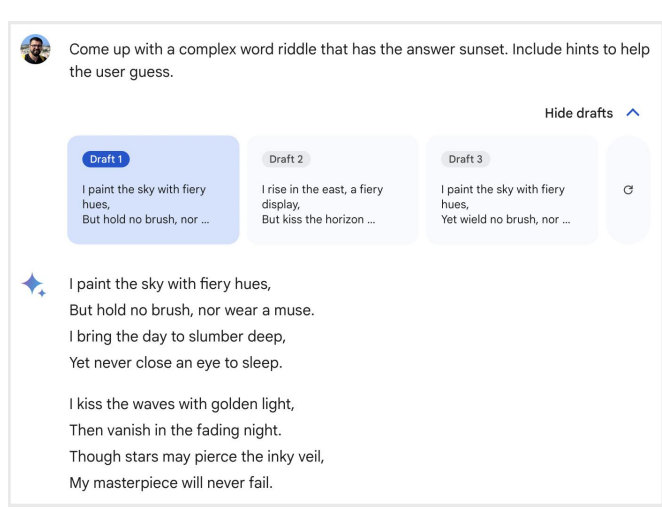 Come up with a complex word riddle that has the answer sunset. Include hints to help
the user guess.
Hide drafts
Draft 1
I paint the sky with fiery
hues,
But hold no brush, nor ...
Draft 2
I rise in the east, a fiery
display,
But kiss the horizon ...
Draft 3
I paint the sky with fiery
hues,
Yet wield no brush, nor ...
I paint the sky with fiery hues,
But hold no brush, nor wear a muse.
I bring the day to slumber deep,
Yet never close an eye to sleep.
I kiss the waves with golden light,
Then vanish in the fading night.
Though stars may pierce the inky veil,
My masterpiece will never fail.